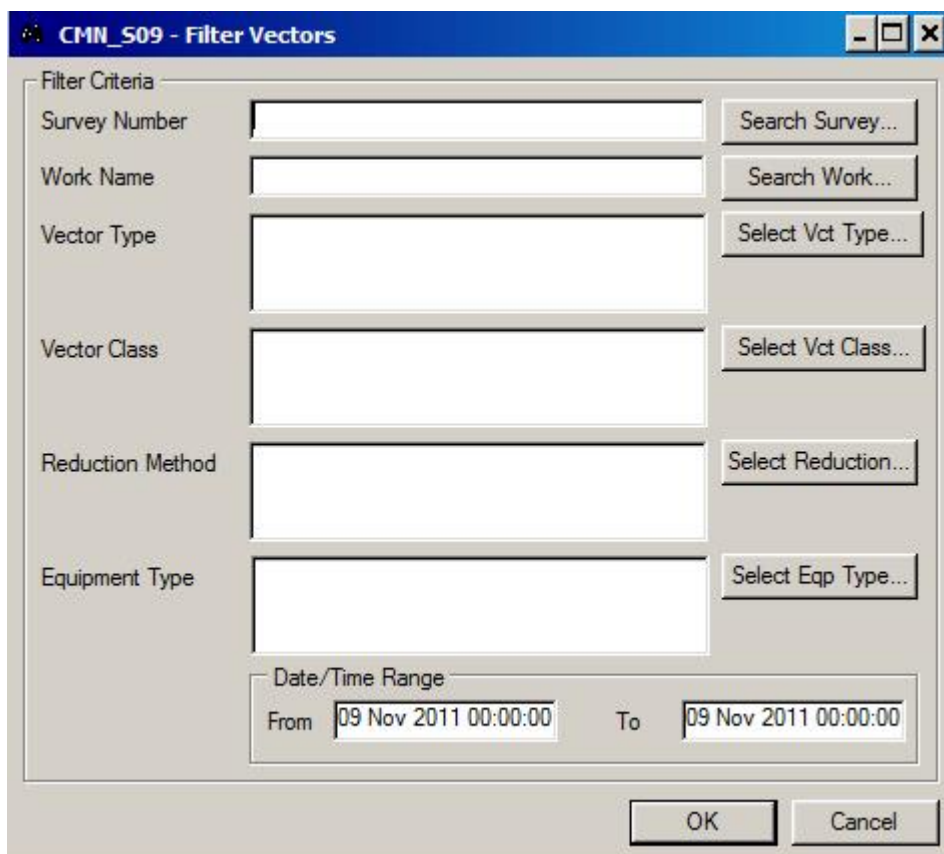 CMN_S09 - Filter Vectors
Filter Criteria
Survey Number Search Survey...
Work Name Search Work...
Vector Type Select Vct Type...
Vector Class Select Vct Class...
Reduction Method Select Reduction...
Equipment Type Select Eqp Type...
Date/Time Range
From 09 Nov 2011 00:00:00 To 09 Nov 2011 00:00:00
OK Cancel